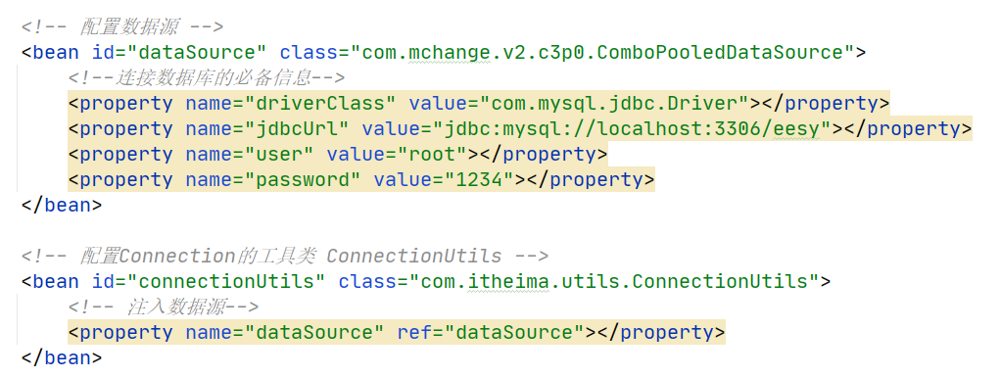 <!-- 配置数据源 -->
<bean id="dataSource" class="com.mchange.v2.c3p0.ComboPooledDataSource">
    <!--连接数据库的必备信息-->
    <property name="driverClass" value="com.mysql.jdbc.Driver"></property>
    <property name="jdbcUrl" value="jdbc:mysql://localhost:3306/eesy"></property>
    <property name="user" value="root"></property>
    <property name="password" value="1234"></property>
</bean>

<!-- 配置Connection的工具类 ConnectionUtils -->
<bean id="connectionUtils" class="com.itheima.utils.ConnectionUtils">
    <!-- 注入数据源-->
    <property name="dataSource" ref="dataSource"></property>
</bean>